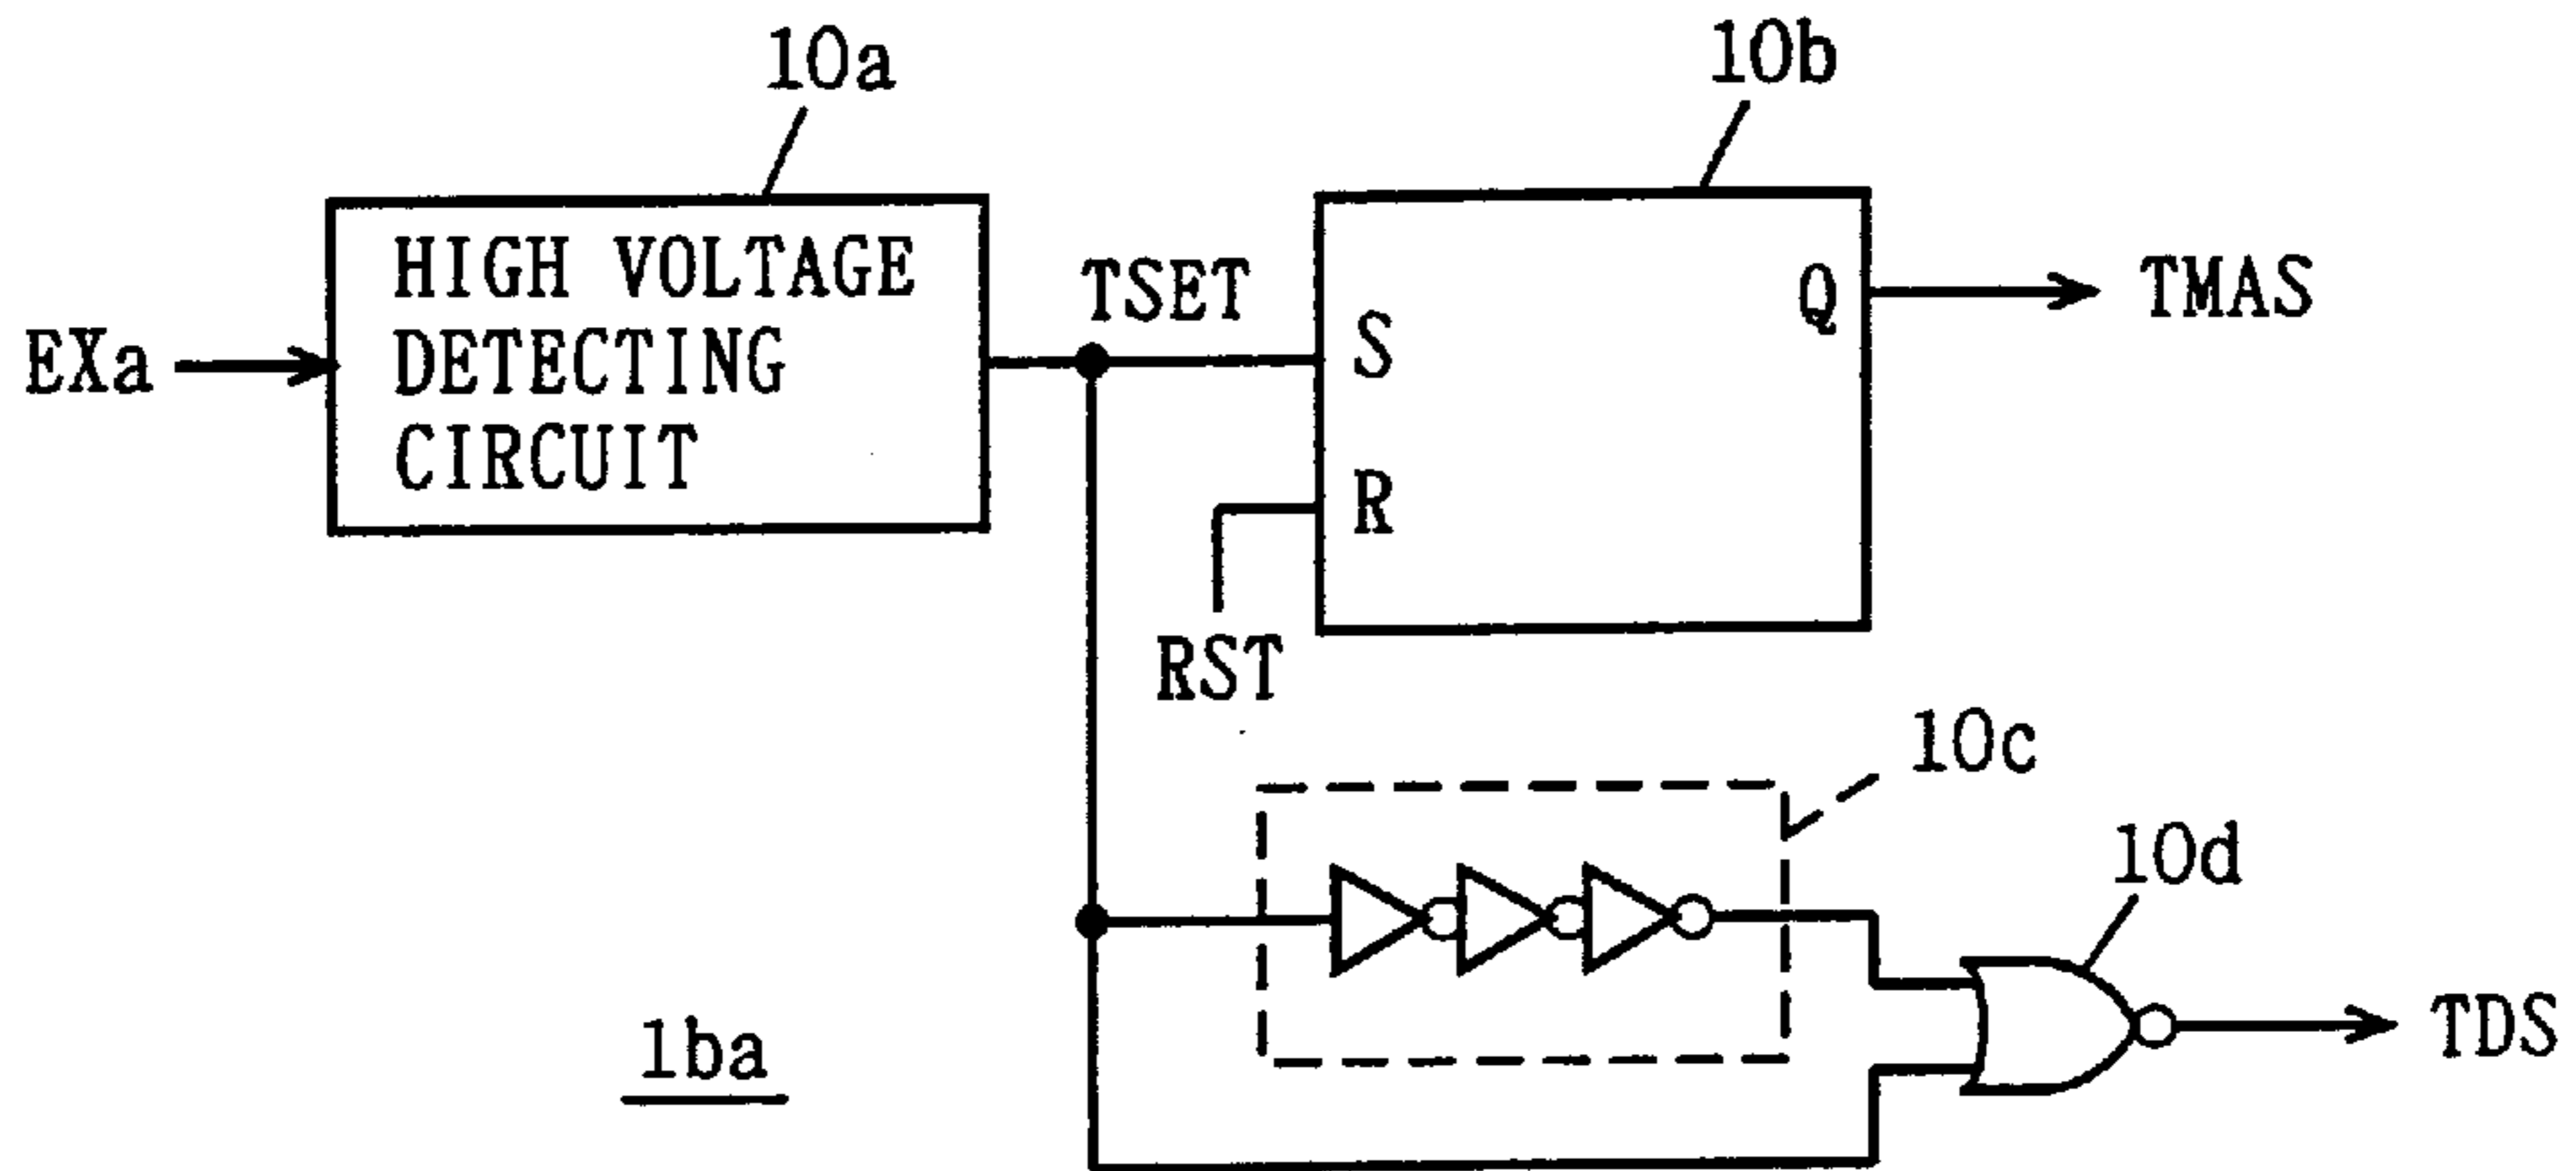 10a
10b
HIGH VOLTAGE
DETECTING
CIRCUIT
EXa
TSET
S
R
Q
TMAS
RST
10c
10d
TDS
1ba